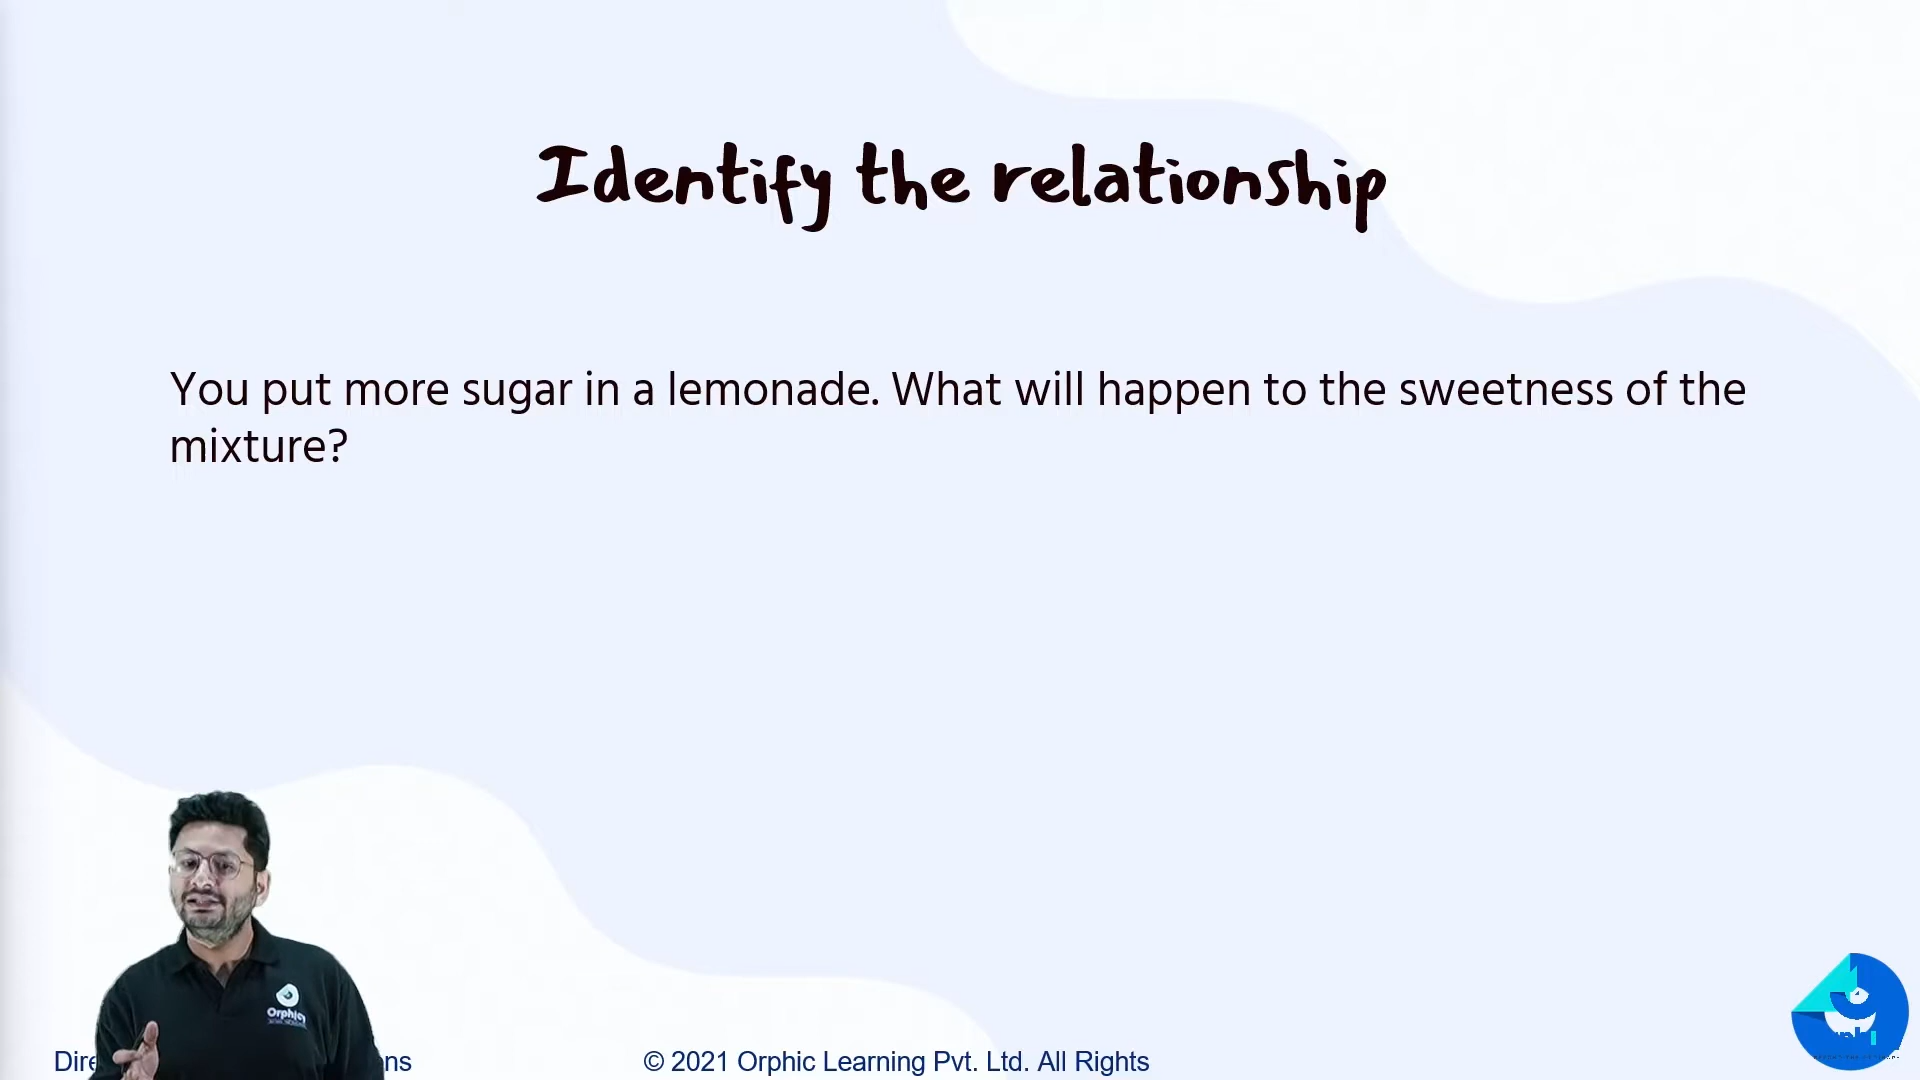 Identify the relationship
You put more sugar in a lemonade. What will happen to the sweetness of the
mixture?
© 2021 Orphic Learning Pvt. Ltd. All Rights